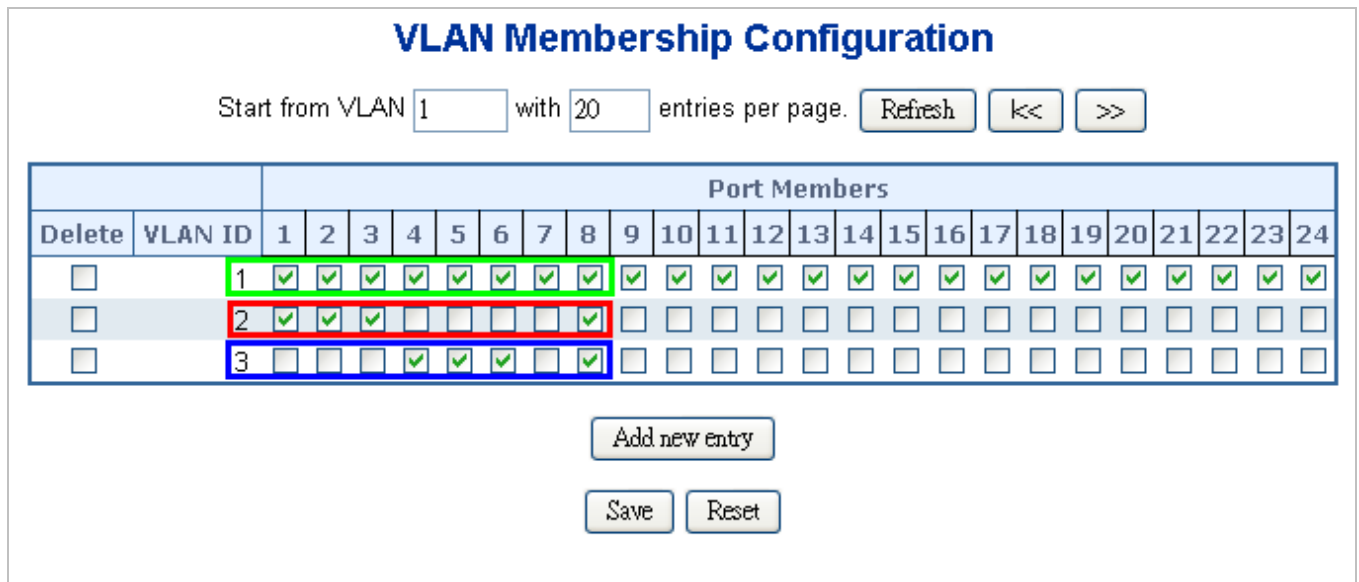 VLAN Membership Configuration
Start from VLAN 1 with 20 entries per page. Refresh |<< >>
Port Members
Delete VLAN ID 1 2 3 4 5 6 7 8 9 10 11 12 13 14 15 16 17 18 19 20 21 22 23 24
1
2
3
Add new entry
Save Reset